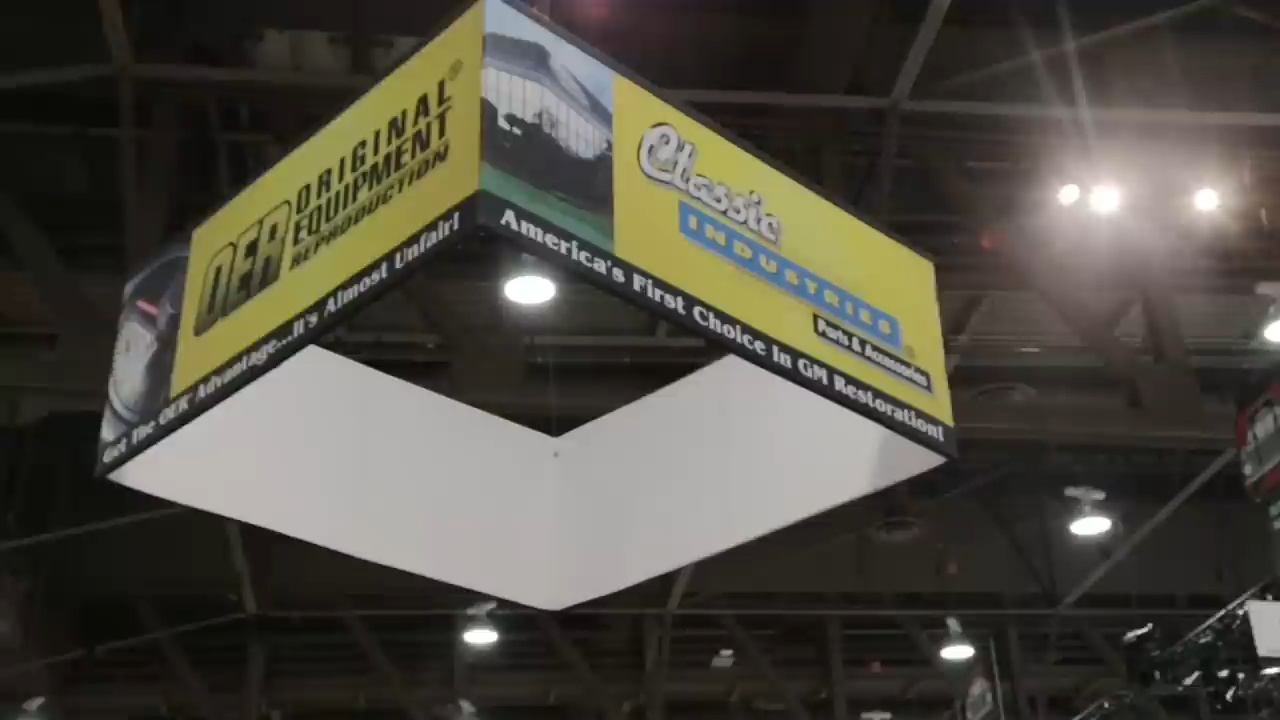 OER ORIGINAL
EQUIPMENT
REPRODUCTION
Get The OER Advantage...It's Almost Unfair!
Classic
INDUSTRIES
Parts & Accessories
America's First Choice In GM Restoration!